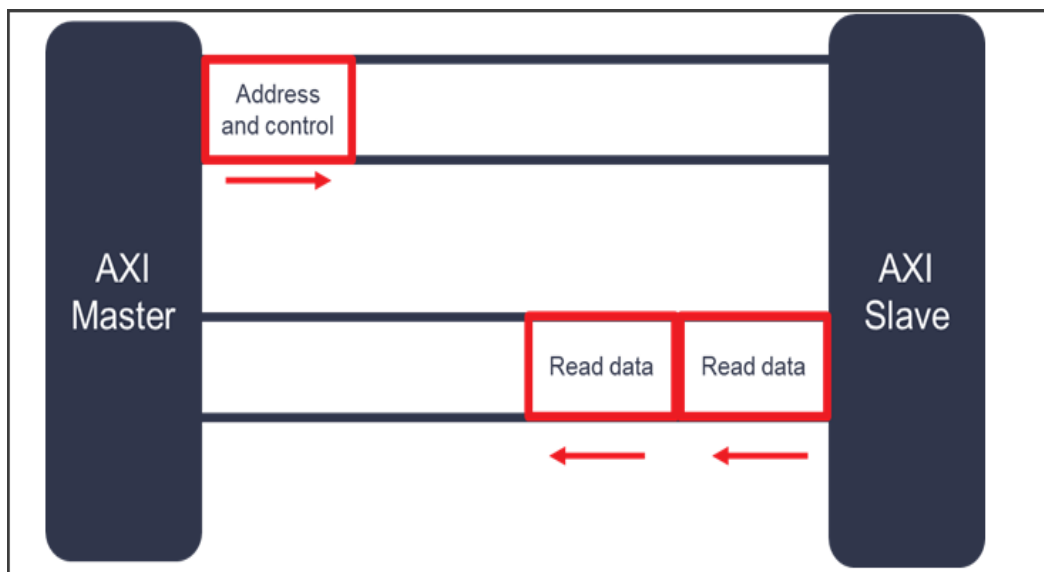 Address
and control
AXI
Master
AXI
Slave
Read data
Read data